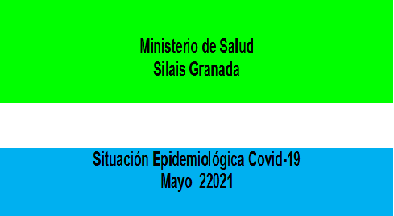 Ministerio de Salud
Silais Granada
Situación Epidemiológica Covid-19
Mayo 22021